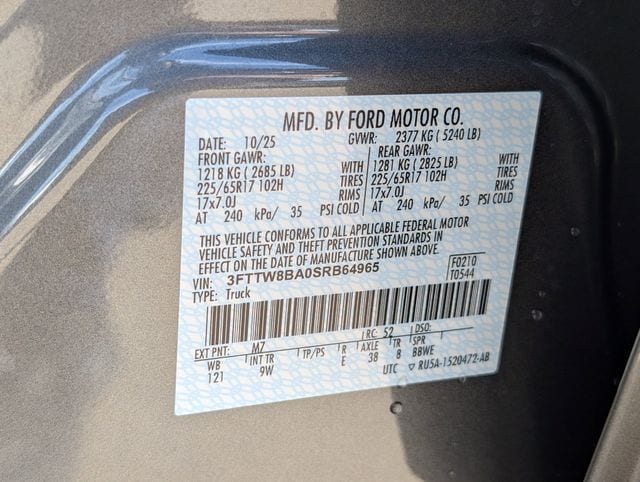 MFD. BY FORD MOTOR CO.
DATE: 10/25 GVWR: 2377 KG ( 5240 LB)
FRONT GAWR: REAR GAWR:
1218 KG ( 2685 LB) WITH 1281 KG ( 2825 LB) WITH
225/65R17 102H TIRES 225/65R17 102H TIRES
17x7.0J RIMS 17x7.0J RIMS
AT 240 kPa/ 35 PSI COLD AT 240 kPa/ 35 PSI COLD
THIS VEHICLE CONFORMS TO ALL APPLICABLE FEDERAL MOTOR
VEHICLE SAFETY AND THEFT PREVENTION STANDARDS IN
EFFECT ON THE DATE OF MANUFACTURE SHOWN ABOVE.
VIN: 3FTTW8BA0SRB64965 F0210
TYPE: Truck T0544
EXT PNT: M7 RC: 52 DSO:
WB INT TR TP/PS R AXLE TR SPR
121 9W E 38 8 BBWE
UTC ▽ RU5A-1520472-AB